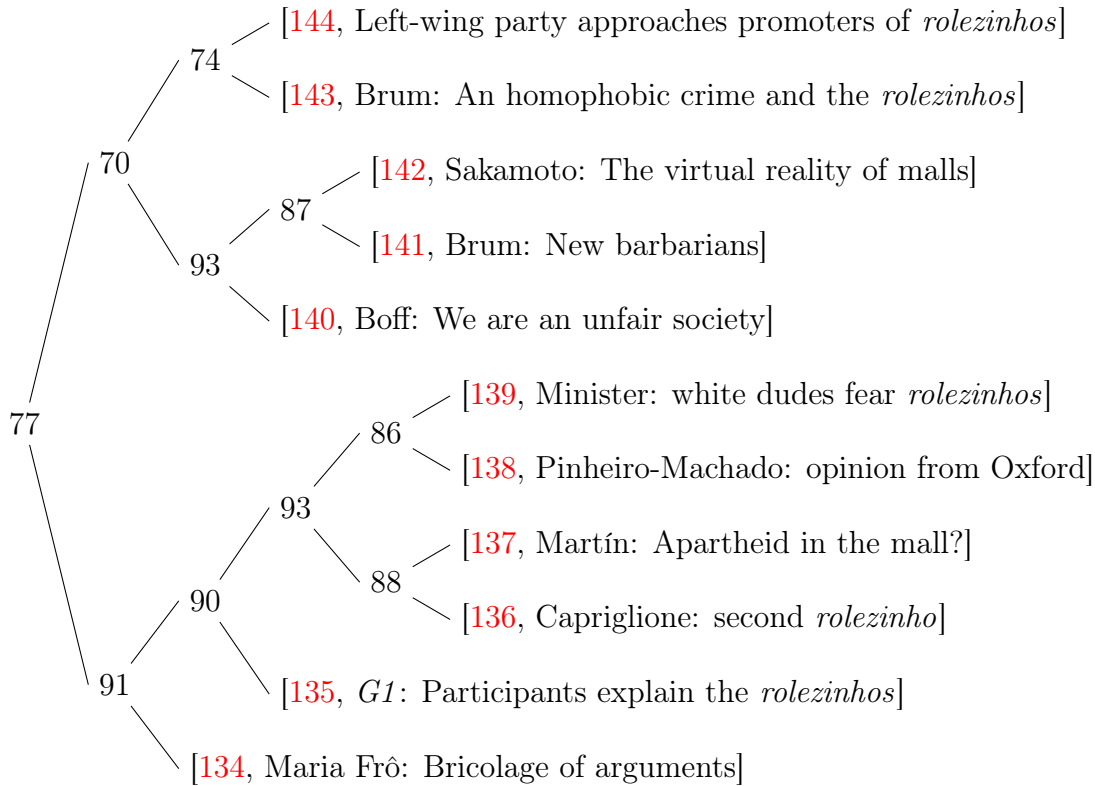 [144, Left-wing party approaches promoters of rolezinhos]
74
[143, Brum: An homophobic crime and the rolezinhos]
70
[142, Sakamoto: The virtual reality of malls]
87
[141, Brum: New barbarians]
93
[140, Boff: We are an unfair society]
[139, Minister: white dudes fear rolezinhos]
77
86
[138, Pinheiro-Machado: opinion from Oxford]
93
[137, Martín: Apartheid in the mall?]
88
90
[136, Capriglione: second rolezinho]
91
[135, G1: Participants explain the rolezinhos]
[134, Maria Frô: Bricolage of arguments]